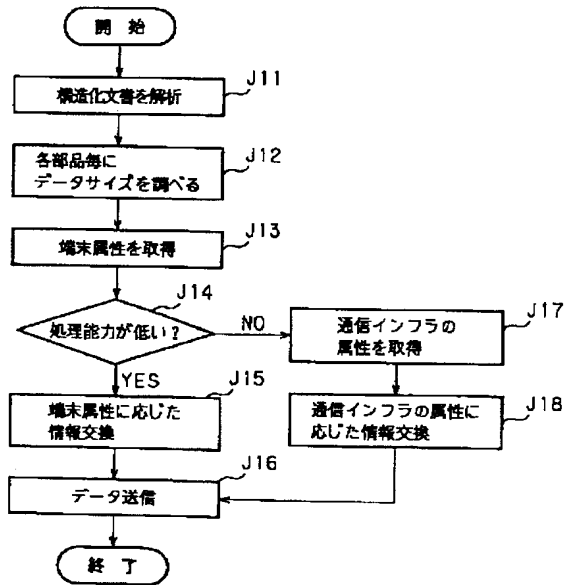 開 始
構造化文書を解析
J11
各部品毎に
データサイズを調べる
J12
端末属性を取得
J13
処理能力が低い?
J14
NO
YES
通信インフラの
属性を取得
J17
端末属性に応じた
情報交換
J15
通信インフラの属性に
応じた情報交換
J18
データ送信
J16
終 了